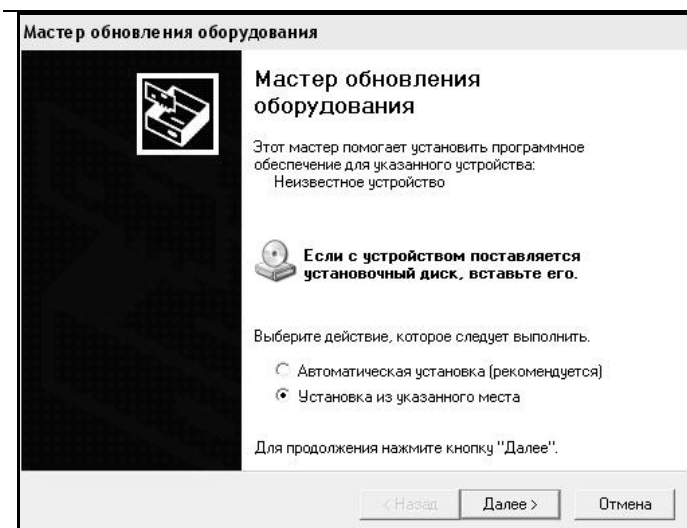 Мастер обновления оборудования
Мастер обновления
оборудования
Этот мастер помогает установить программное
обеспечение для указанного устройства:
Неизвестное устройство
Если с устройством поставляется
установочный диск, вставьте его.
Выберите действие, которое следует выполнить.
Автоматическая установка (рекомендуется)
Установка из указанного места
Для продолжения нажмите кнопку "Далее".
< Назад Далее > Отмена